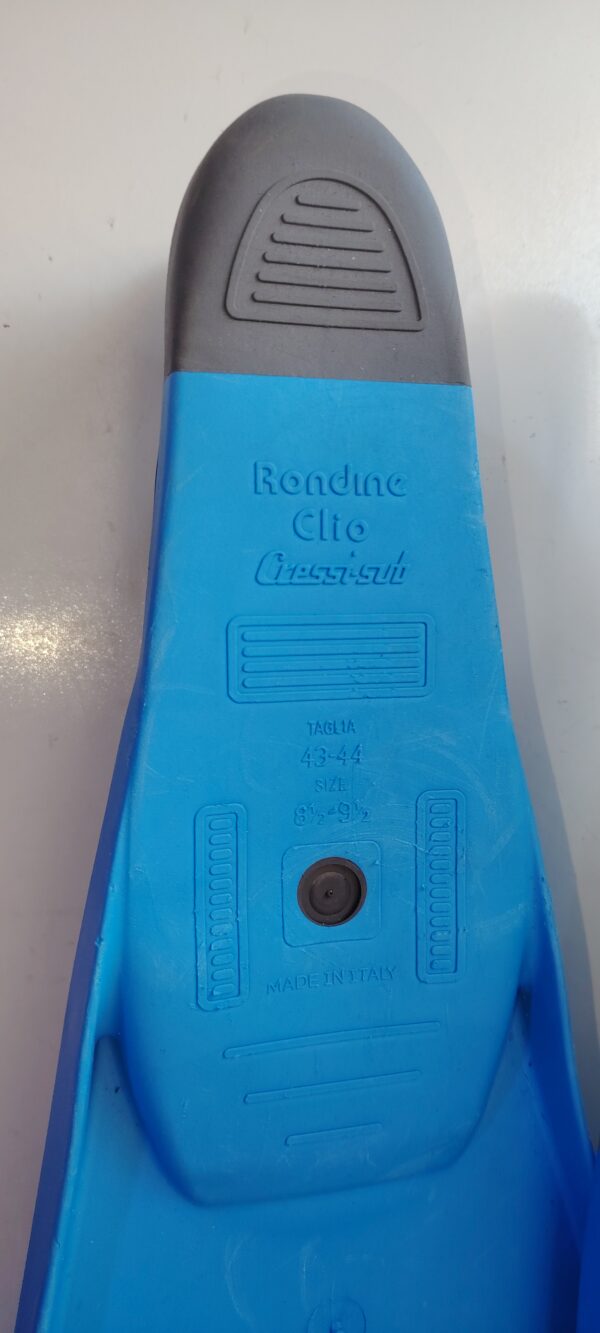 Rondine
Clio
Cressi-sub
TAGLIA
43-44
SIZE
8½-9½
MADE IN ITALY